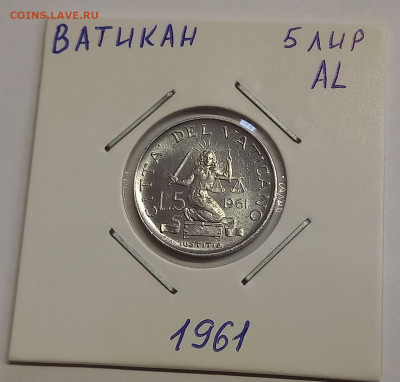 COINS.LAVE.RU
ВАТИКАН 5 ЛИР
AL
CITTA' DEL VATICANO
L.5 1961
IUSTITIA
1961